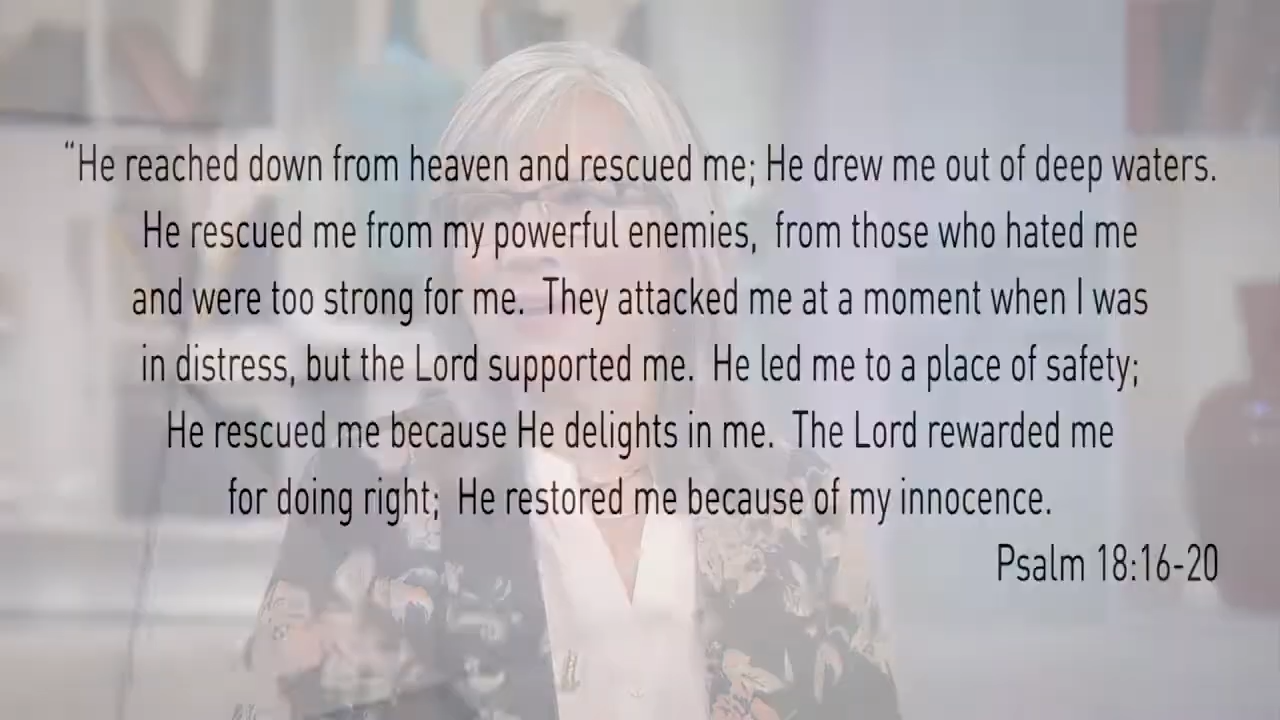 “He reached down from heaven and rescued me; He drew me out of deep waters.
He rescued me from my powerful enemies, from those who hated me
and were too strong for me. They attacked me at a moment when I was
in distress, but the Lord supported me. He led me to a place of safety;
He rescued me because He delights in me. The Lord rewarded me
for doing right; He restored me because of my innocence.
Psalm 18:16-20